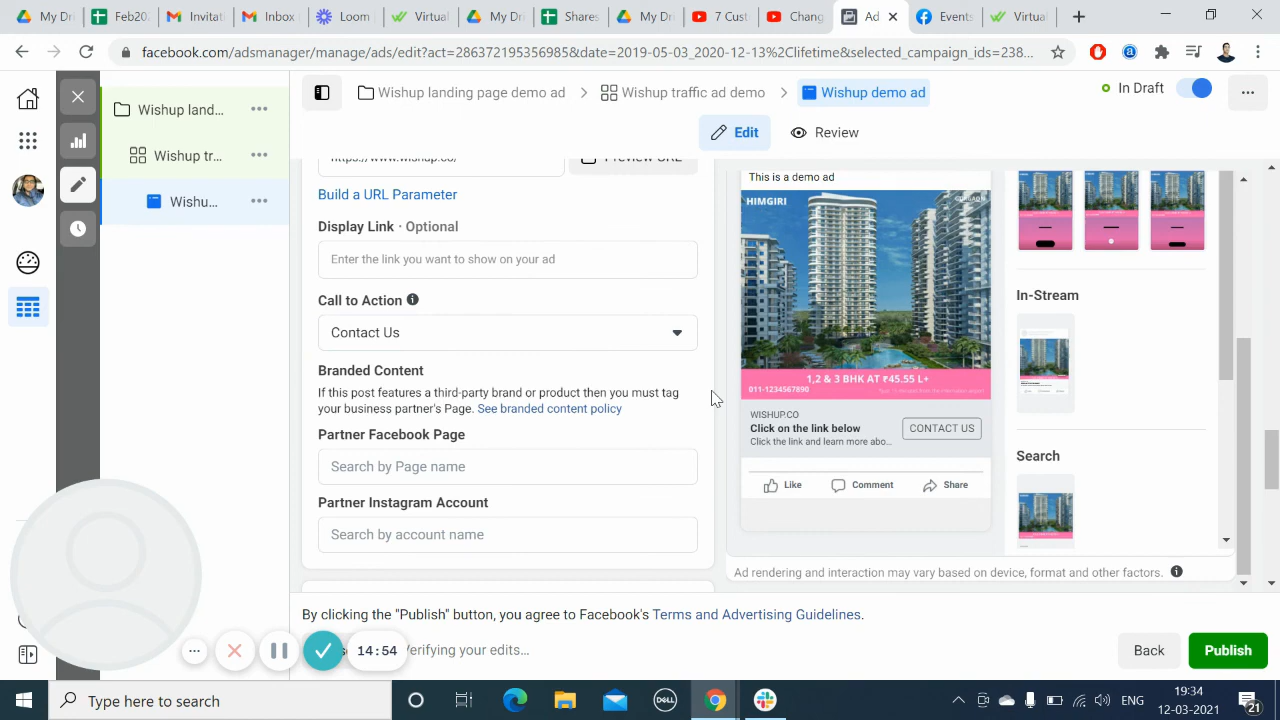 My Dri
Feb20
Invitati
Inbox
Loom
Virtual
My Dr
Shares
My Dr
7 Cust
Chang
Ad
Events
Virtual
facebook.com/adsmanager/manage/ads/edit?act=286372195356985&date=2019-05-03_2020-12-13%2Clifetime&selected_campaign_ids=238...
Wishup landing page demo ad
Wishup traffic ad demo
Wishup demo ad
In Draft
Edit
Review
Wishup land...
Wishup tr...
Wishu...
https://www.wishup.co/
Preview URL
Build a URL Parameter
Display Link · Optional
Enter the link you want to show on your ad
Call to Action
Contact Us
Branded Content
If this post features a third-party brand or product then you must tag
your business partner's Page. See branded content policy
Partner Facebook Page
Search by Page name
Partner Instagram Account
Search by account name
This is a demo ad
HIMGIRI
1,2 & 3 BHK AT ₹45.55 L+
011-1234567890
WISHUP.CO
Click on the link below
Click the link and learn more abo...
CONTACT US
Like
Comment
Share
In-Stream
Search
Ad rendering and interaction may vary based on device, format and other factors.
By clicking the "Publish" button, you agree to Facebook's Terms and Advertising Guidelines.
Verifying your edits...
Back
Publish
14:54
Type here to search
DELL
ENG
19:34
12-03-2021
21